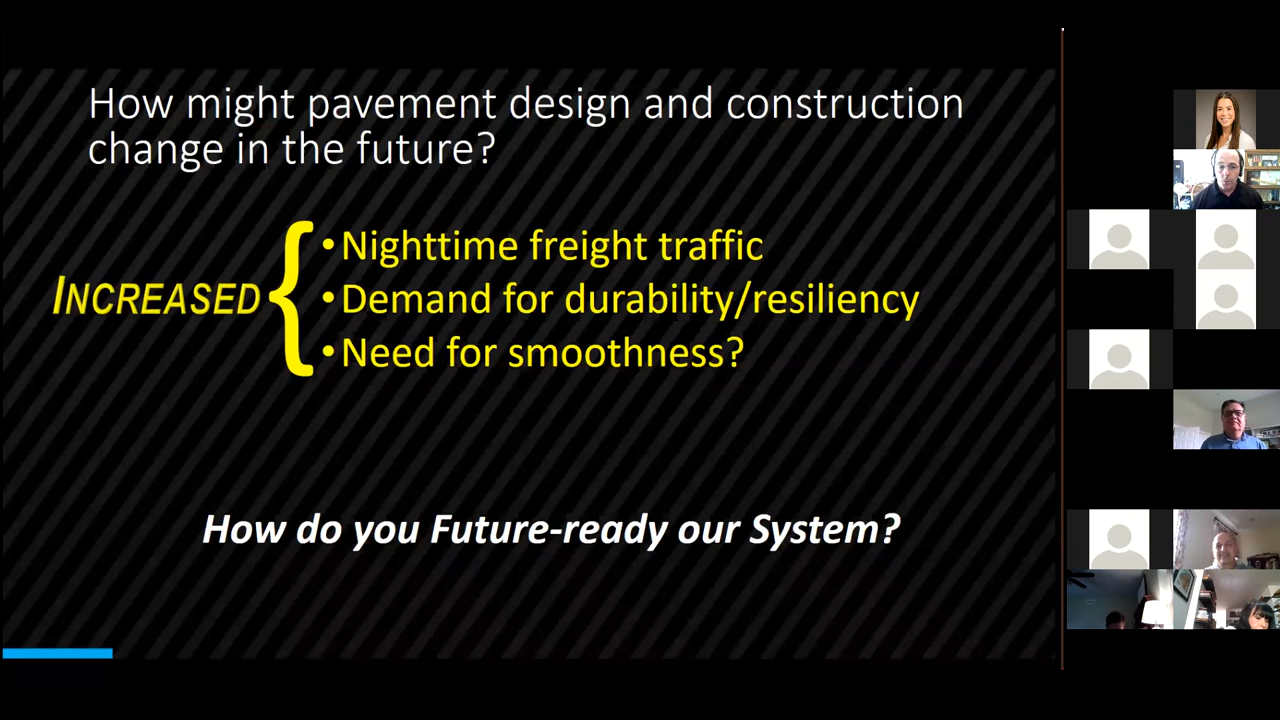 How might pavement design and construction
change in the future?
INCREASED
{
•Nighttime freight traffic
•Demand for durability/resiliency
•Need for smoothness?
How do you Future-ready our System?